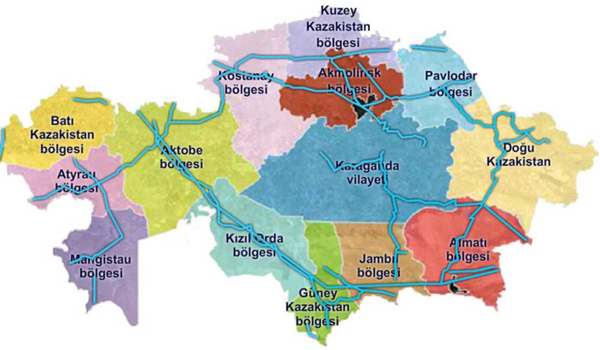 Kuzey
Kazakistan
bölgesi
Kostanay
bölgesi
Akmolinsk
bölgesi
Pavlodar
bölgesi
Batı
Kazakistan
bölgesi
Aktobe
bölgesi
Doğu
Kazakistan
Atyrau
bölgesi
Karaganda
vilayet
Mangistau
bölgesi
Kızıl Orda
bölgesi
Jambıl
bölgesi
Almatı
bölgesi
Güney
Kazakistan
bölgesi